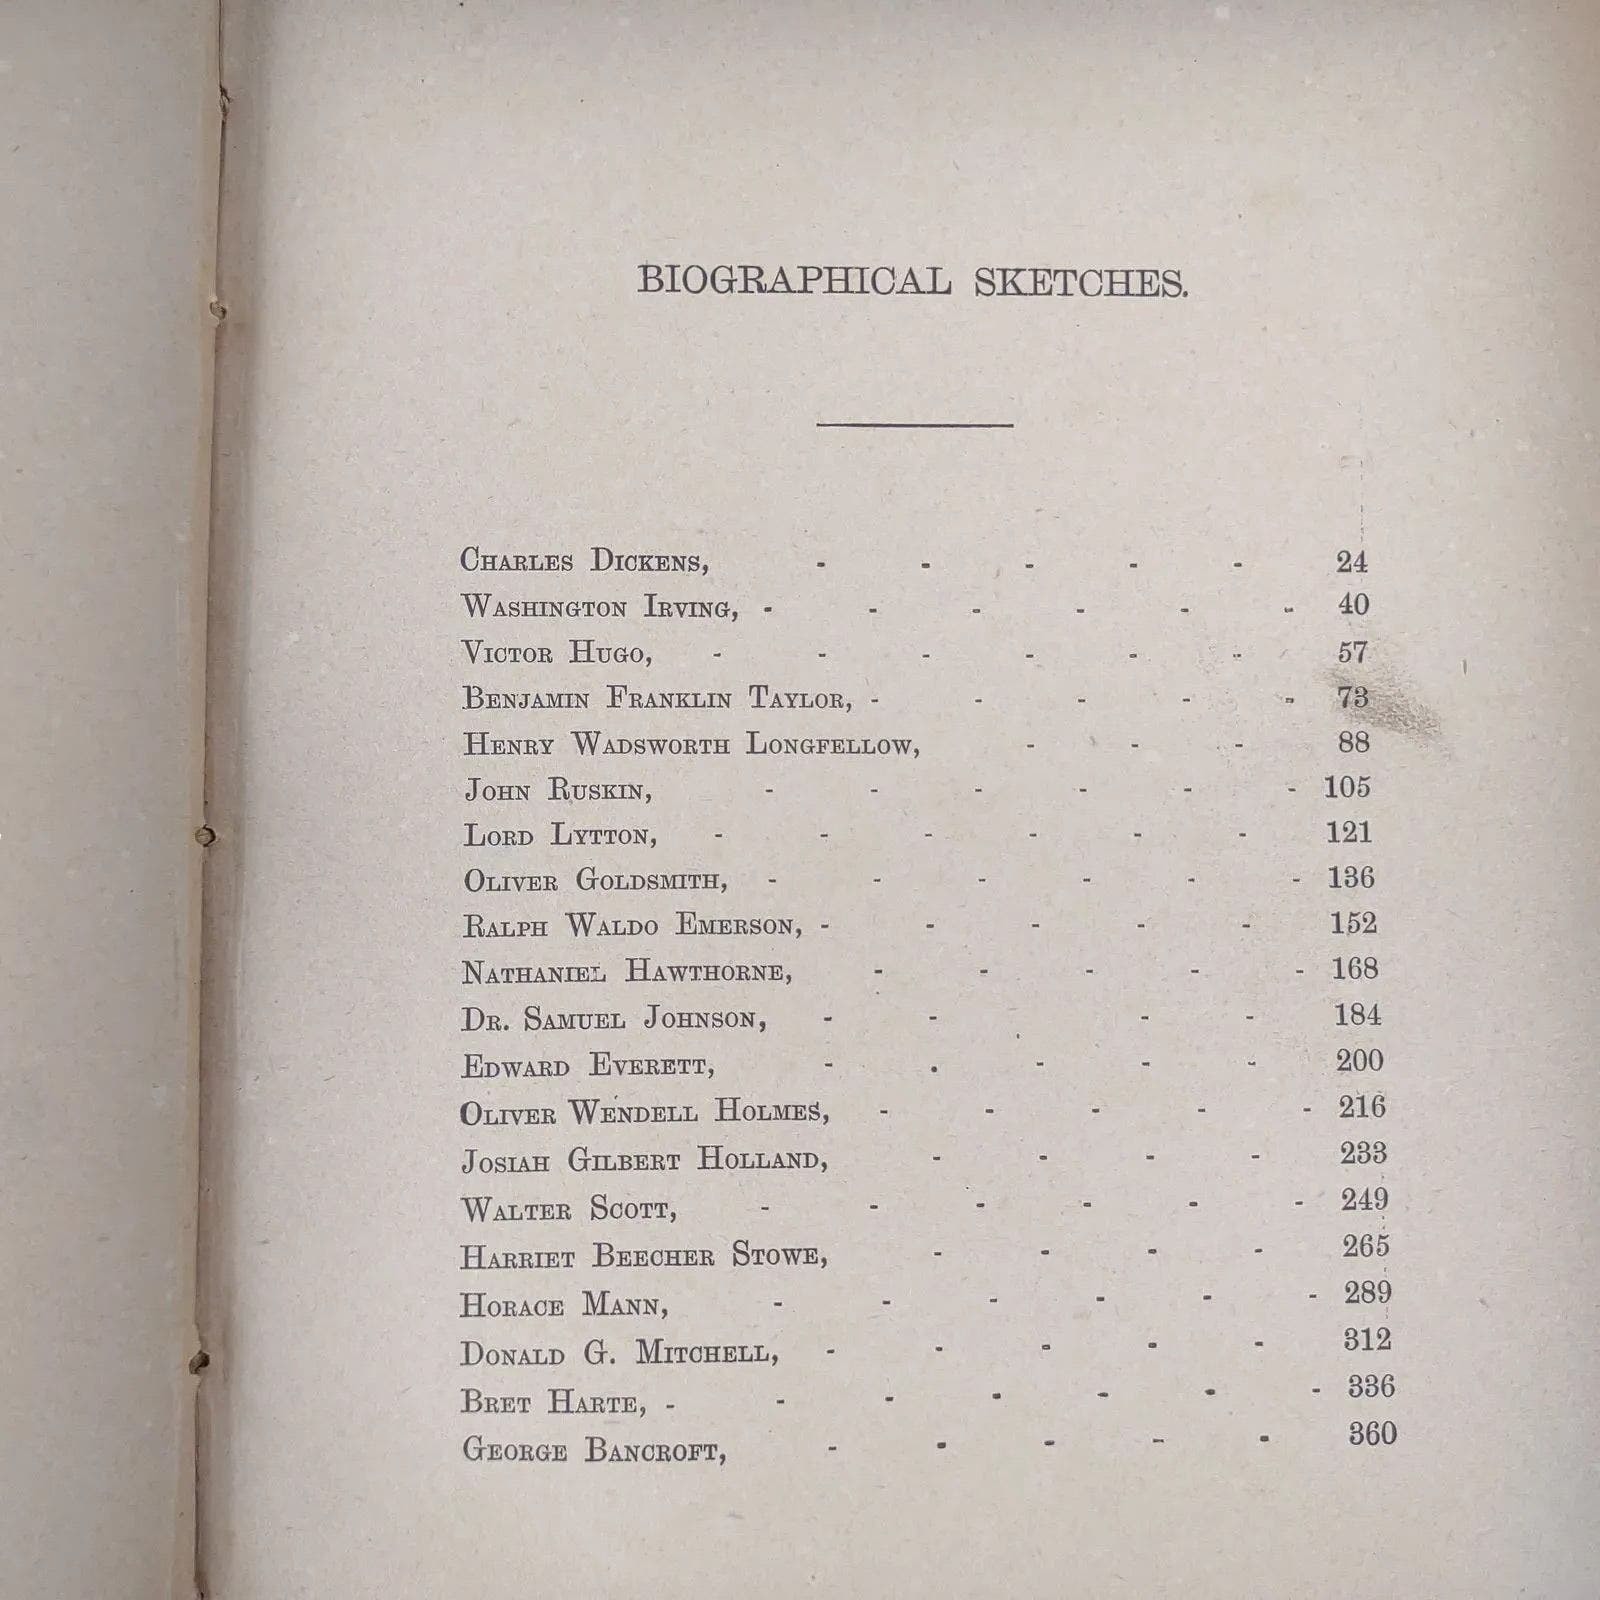 BIOGRAPHICAL SKETCHES.
CHARLES DICKENS, - - - - - 24
WASHINGTON IRVING, - - - - - - 40
VICTOR HUGO, - - - - - - 57
BENJAMIN FRANKLIN TAYLOR, - - - - - 73
HENRY WADSWORTH LONGFELLOW, - - - 88
JOHN RUSKIN, - - - - - - 105
LORD LYTTON, - - - - - - 121
OLIVER GOLDSMITH, - - - - - - 136
RALPH WALDO EMERSON, - - - - - 152
NATHANIEL HAWTHORNE, - - - - - 168
DR. SAMUEL JOHNSON, - - - - 184
EDWARD EVERETT, - - - - - 200
OLIVER WENDELL HOLMES, - - - - - 216
JOSIAH GILBERT HOLLAND, - - - - 233
WALTER SCOTT, - - - - - - 249
HARRIET BEECHER STOWE, - - - - 265
HORACE MANN, - - - - - - 289
DONALD G. MITCHELL, - - - - - 312
BRET HARTE, - - - - - - - 336
GEORGE BANCROFT, - - - - - 360